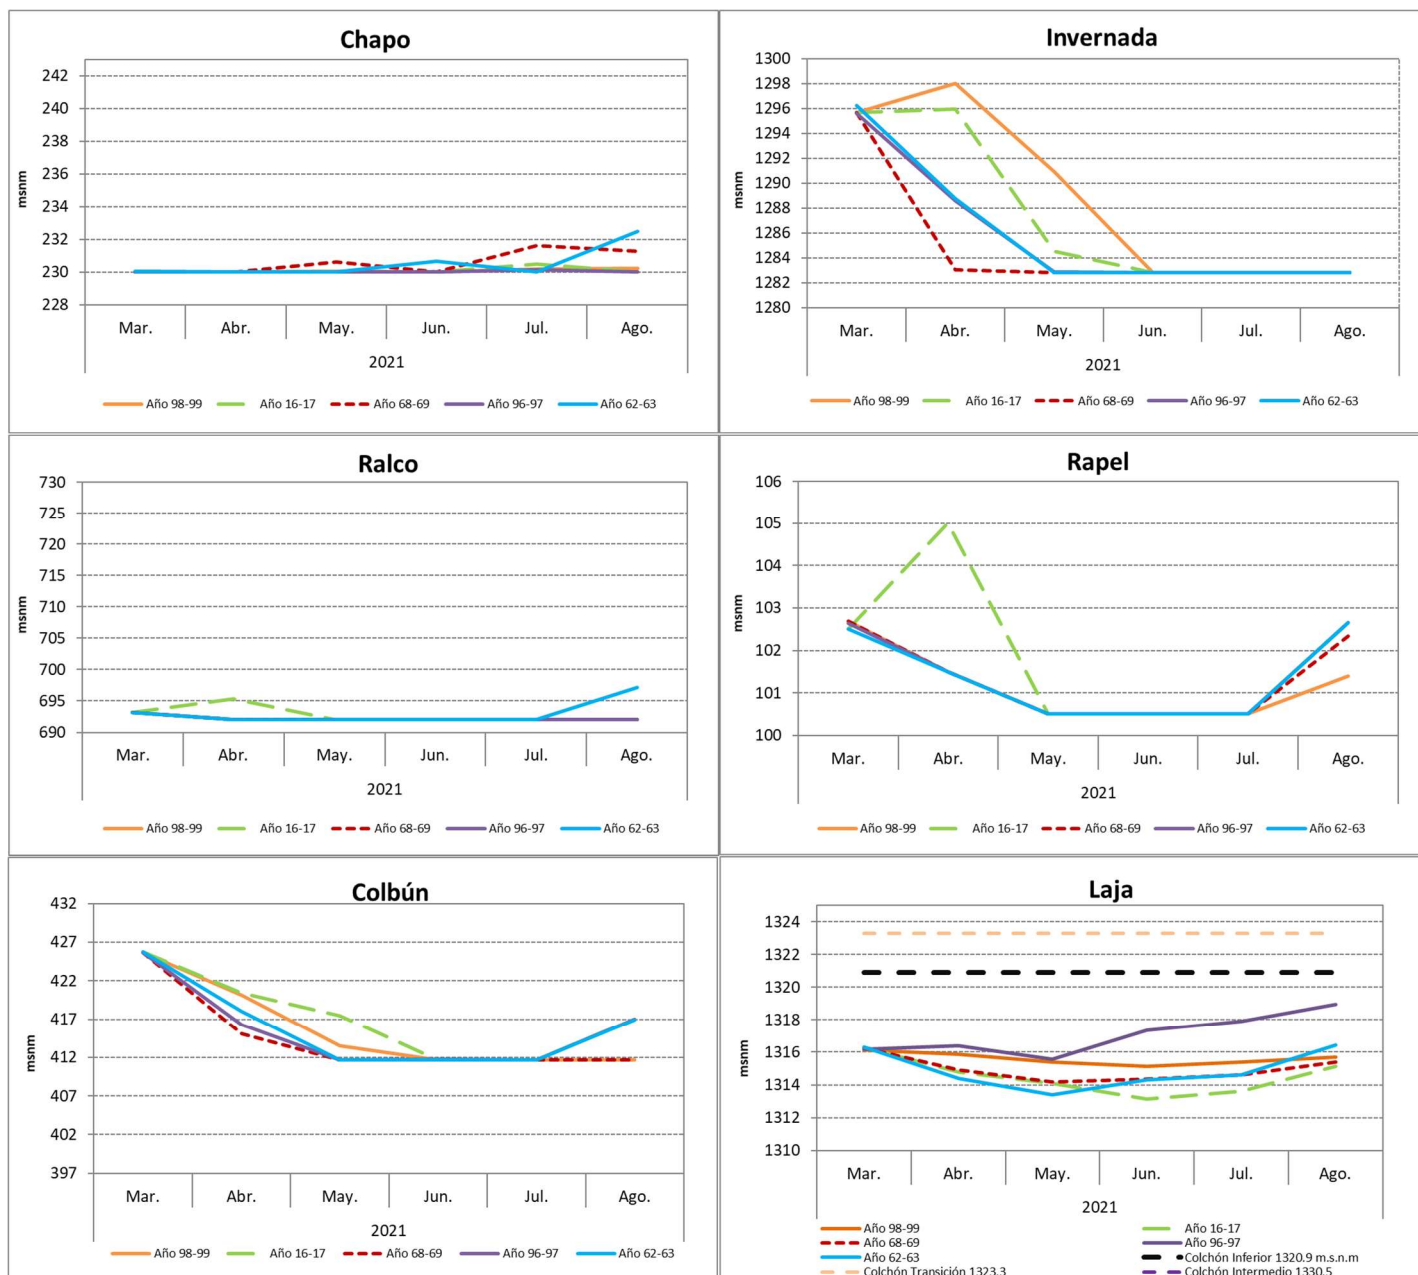 Chapo
msnm
242
240
238
236
234
232
230
228
Mar. Abr. May. Jun. Jul. Ago.
2021
Año 98-99 Año 16-17 Año 68-69 Año 96-97 Año 62-63
Invernada
msnm
1300
1298
1296
1294
1292
1290
1288
1286
1284
1282
1280
Mar. Abr. May. Jun. Jul. Ago.
2021
Año 98-99 Año 16-17 Año 68-69 Año 96-97 Año 62-63
Ralco
msnm
730
725
720
715
710
705
700
695
690
Mar. Abr. May. Jun. Jul. Ago.
2021
Año 98-99 Año 16-17 Año 68-69 Año 96-97 Año 62-63
Rapel
msnm
106
105
104
103
102
101
100
Mar. Abr. May. Jun. Jul. Ago.
2021
Año 98-99 Año 16-17 Año 68-69 Año 96-97 Año 62-63
Colbún
msnm
432
427
422
417
412
407
402
397
Mar. Abr. May. Jun. Jul. Ago.
2021
Año 98-99 Año 16-17 Año 68-69 Año 96-97 Año 62-63
Laja
msnm
1324
1322
1320
1318
1316
1314
1312
1310
Mar. Abr. May. Jun. Jul. Ago.
2021
Año 98-99 Año 16-17
Año 68-69 Año 96-97
Año 62-63 Colchón Inferior 1320.9 m.s.n.m
Colchón Transición 1323.3 Colchón Intermedio 1330.5